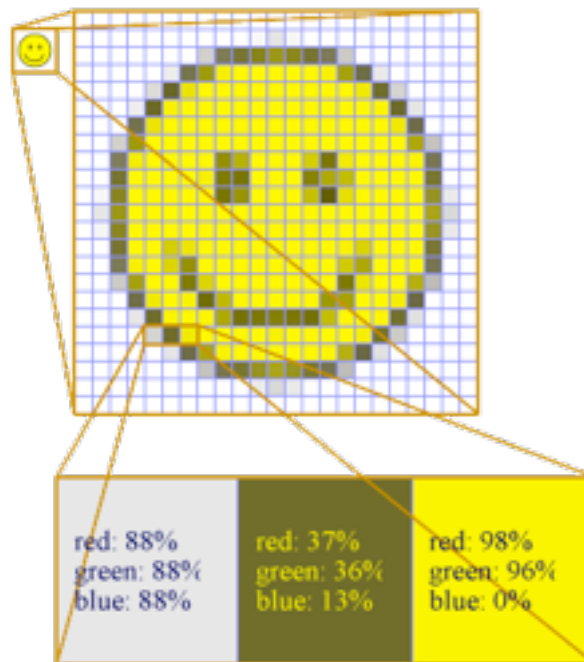 red: 88%
green: 88%
blue: 88%
red: 37%
green: 36%
blue: 13%
red: 98%
green: 96%
blue: 0%